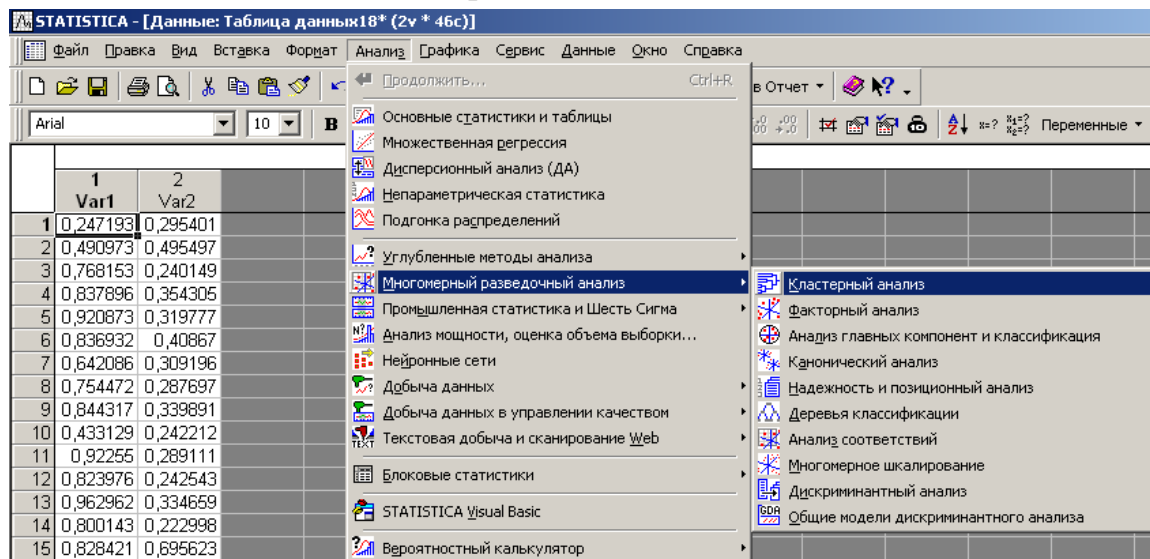 STATISTICA - [Данные: Таблица данных18* (2v * 46c)]
Файл Правка Вид Вставка Формат Анализ Графика Сервис Данные Окно Справка
Продолжить... Ctrl+R
в Отчет
Arial 10 B
Переменные
Основные статистики и таблицы
Множественная регрессия
Дисперсионный анализ (ДА)
Непараметрическая статистика
Подгонка распределений
Углубленные методы анализа
Многомерный разведочный анализ
Промышленная статистика и Шесть Сигма
Анализ мощности, оценка объема выборки...
Нейронные сети
Добыча данных
Добыча данных в управлении качеством
Текстовая добыча и сканирование Web
Блоковые статистики
STATISTICA Visual Basic
Вероятностный калькулятор
Кластерный анализ
Факторный анализ
Анализ главных компонент и классификация
Канонический анализ
Надежность и позиционный анализ
Деревья классификации
Анализ соответствий
Многомерное шкалирование
Дискриминантный анализ
Общие модели дискриминантного анализа
1 2
Var1 Var2
1 0,247193 0,295401
2 0,490973 0,495497
3 0,768153 0,240149
4 0,837896 0,354305
5 0,920873 0,319777
6 0,836932 0,40867
7 0,642086 0,309196
8 0,754472 0,287697
9 0,844317 0,339891
10 0,433129 0,242212
11 0,92255 0,289111
12 0,823976 0,242543
13 0,962962 0,334659
14 0,800143 0,222998
15 0,828421 0,695623